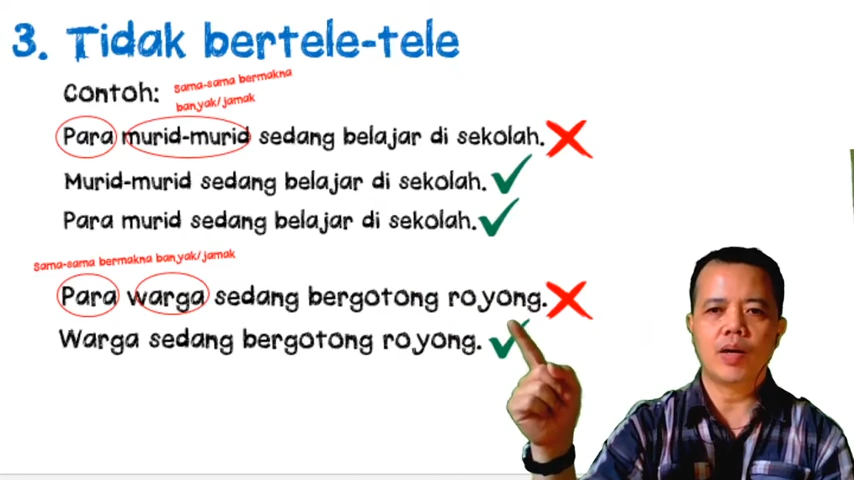 3. Tidak bertele-tele
Contoh:
sama-sama bermakna
banyak/jamak
Para murid-murid sedang belajar di sekolah.
Murid-murid sedang belajar di sekolah.
Para murid sedang belajar di sekolah.
Sama-sama bermakna banyak/jamak
Para warga sedang bergotong royong.
Warga sedang bergotong royong.